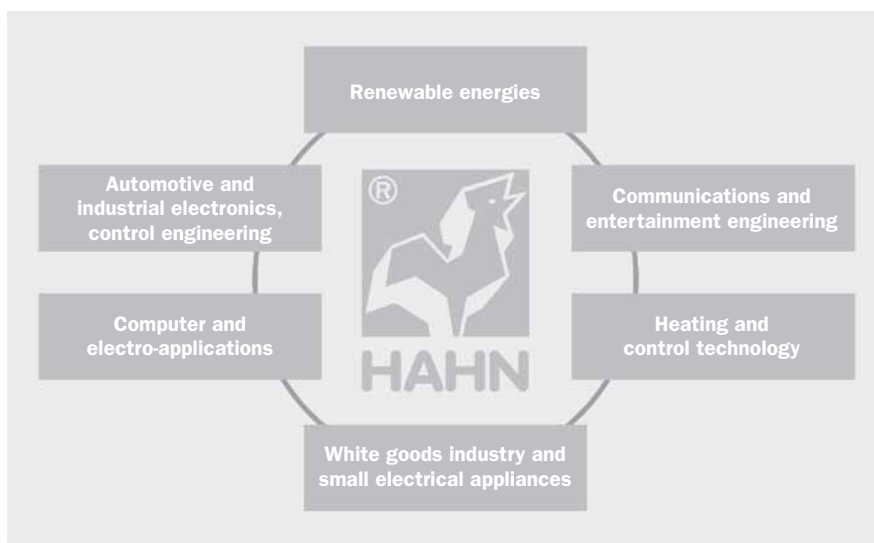 Renewable energies
Automotive and
industrial electronics,
control engineering
Communications and
entertainment engineering
®
HAHN
Computer and
electro-applications
Heating and
control technology
White goods industry and
small electrical appliances